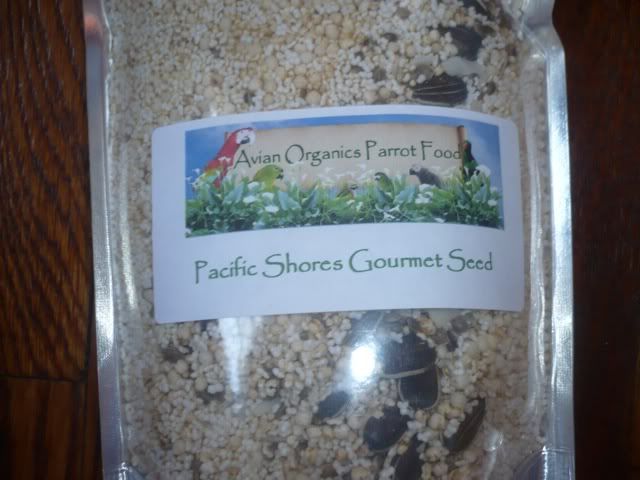 Avian Organics Parrot Food
Pacific Shores Gourmet Seed